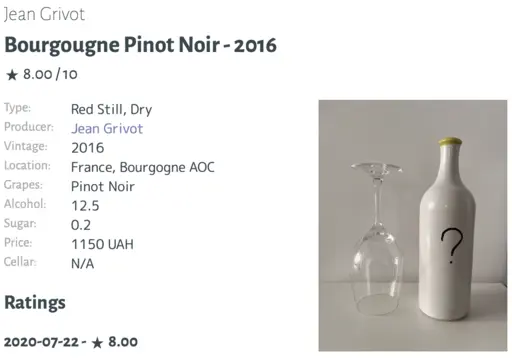 Jean Grivot
Bourgougne Pinot Noir - 2016
★ 8.00 / 10
Type: Red Still, Dry
Producer: Jean Grivot
Vintage: 2016
Location: France, Bourgogne AOC
Grapes: Pinot Noir
Alcohol: 12.5
Sugar: 0.2
Price: 1150 UAH
Cellar: N/A
?
Ratings
2020-07-22 - ★ 8.00